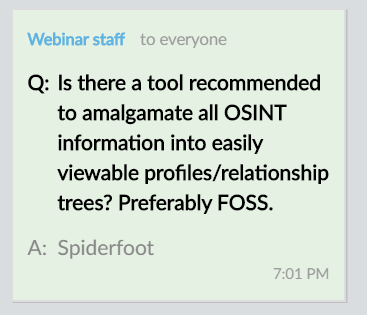 Webinar staff to everyone
Q: Is there a tool recommended
to amalgamate all OSINT
information into easily
viewable profiles/relationship
trees? Preferably FOSS.
A: Spiderfoot
7:01 PM